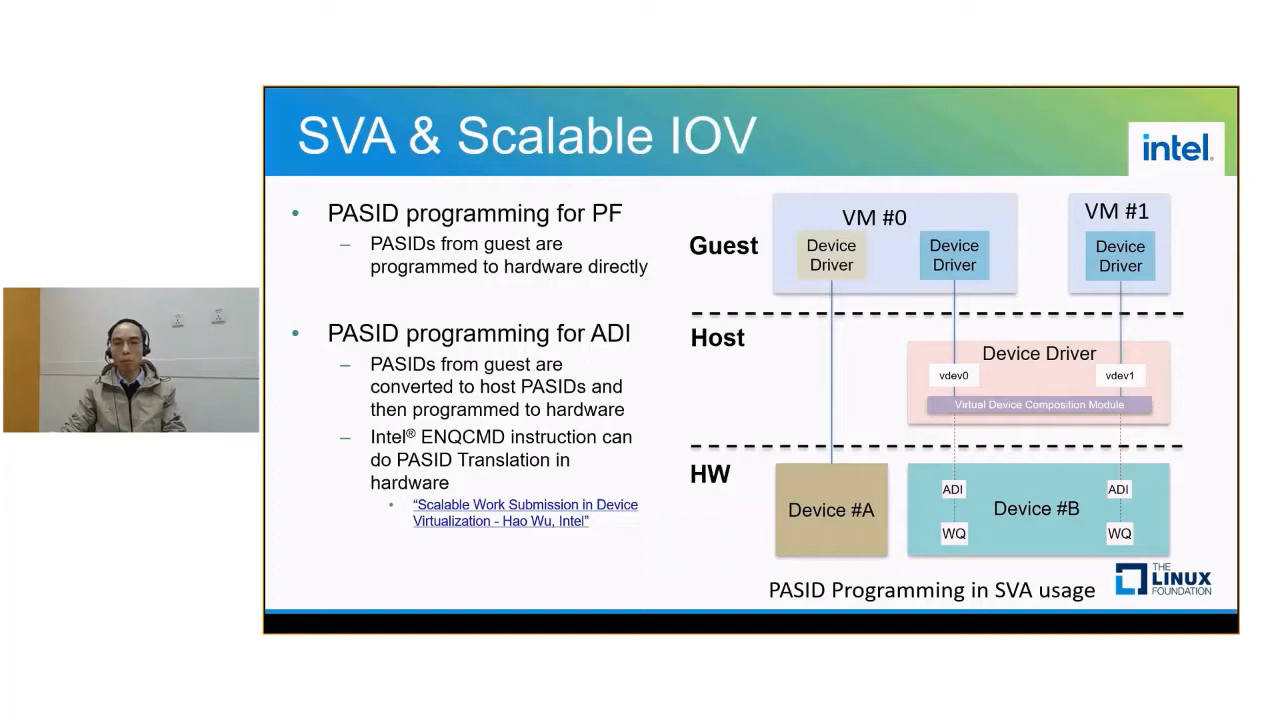 SVA & Scalable IOV
intel.
• PASID programming for PF
– PASIDs from guest are
programmed to hardware directly
• PASID programming for ADI
– PASIDs from guest are
converted to host PASIDs and
then programmed to hardware
– Intel® ENQCMD instruction can
do PASID Translation in
hardware
• “Scalable Work Submission in Device
Virtualization - Hao Wu, Intel”
Guest
VM #0
VM #1
Device
Driver
Device
Driver
Device
Driver
Host
Device Driver
vdev0
vdev1
Virtual Device Composition Module
HW
Device #A
ADI
Device #B
ADI
WQ
WQ
PASID Programming in SVA usage
THE
LINUX
FOUNDATION